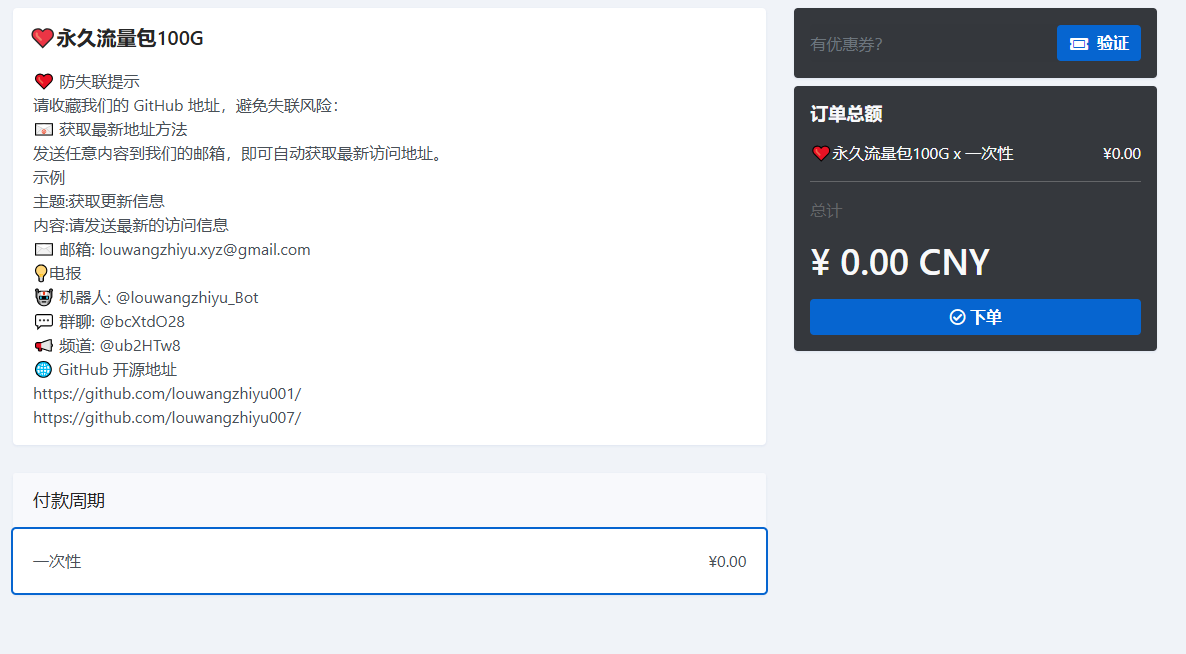 ❤️永久流量包100G
❤️ 防失联提示
请收藏我们的 GitHub 地址，避免失联风险：
💌 获取最新地址方法
发送任意内容到我们的邮箱，即可自动获取最新访问地址。
示例
主题:获取更新信息
内容:请发送最新的访问信息
✉️ 邮箱: louwangzhiyu.xyz@gmail.com
💡电报
🤖 机器人: @louwangzhiyu_Bot
💬 群聊: @bcXtdO28
📢 频道: @ub2HTw8
🌐 GitHub 开源地址
https://github.com/louwangzhiyu001/
https://github.com/louwangzhiyu007/
付款周期
一次性 ¥0.00
有优惠券？ 验证
订单总额
❤️永久流量包100G x 一次性 ¥0.00
总计
¥ 0.00 CNY
下单